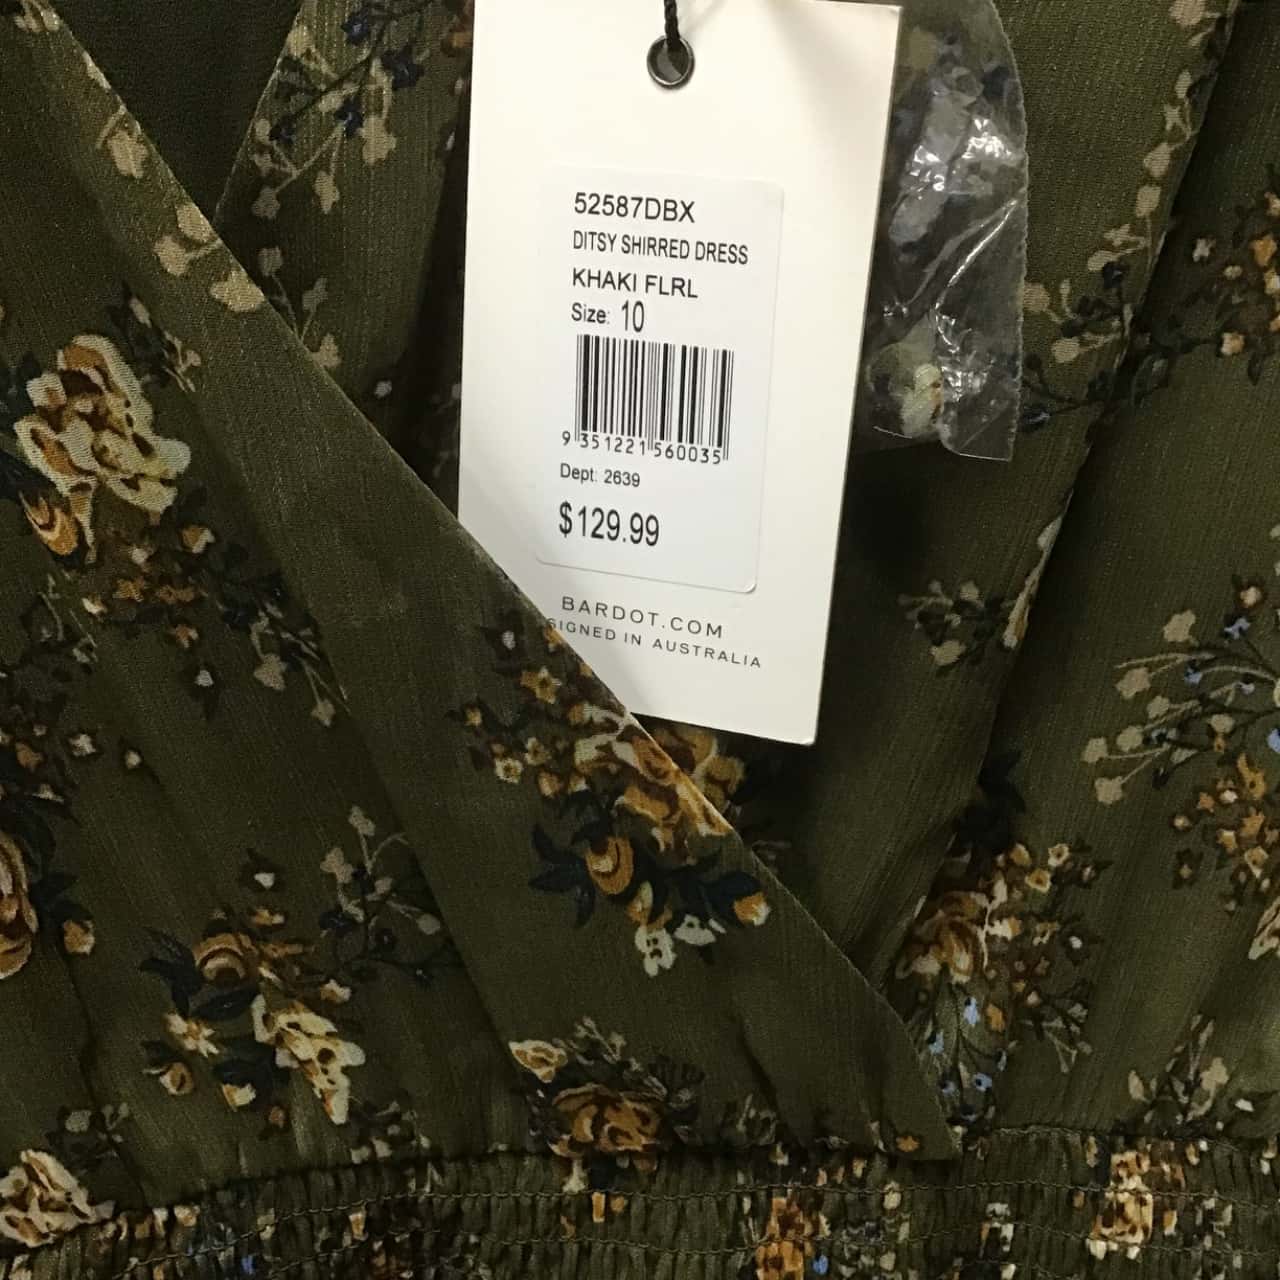 52587DBX
DITSY SHIRRED DRESS
KHAKI FLRL
Size: 10
9 351221 560035
Dept: 2639
$129.99
BARDOT.COM
SIGNED IN AUSTRALIA